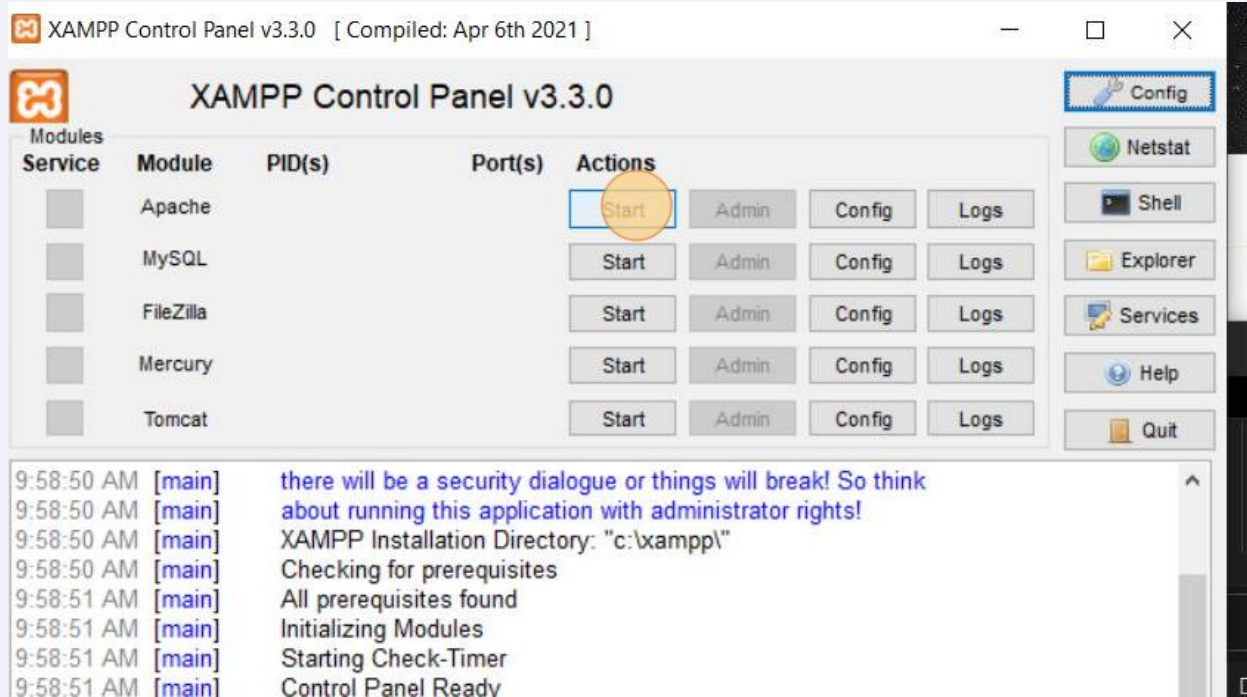 XAMPP Control Panel v3.3.0 [ Compiled: Apr 6th 2021 ]
XAMPP Control Panel v3.3.0
Config
Modules
Netstat
Service Module PID(s) Port(s) Actions
Apache Start Admin Config Logs
Shell
MySQL Start Admin Config Logs
Explorer
FileZilla Start Admin Config Logs
Services
Mercury Start Admin Config Logs
Help
Tomcat Start Admin Config Logs
Quit
9:58:50 AM [main] there will be a security dialogue or things will break! So think
9:58:50 AM [main] about running this application with administrator rights!
9:58:50 AM [main] XAMPP Installation Directory: "c:\xampp\"
9:58:50 AM [main] Checking for prerequisites
9:58:51 AM [main] All prerequisites found
9:58:51 AM [main] Initializing Modules
9:58:51 AM [main] Starting Check-Timer
9:58:51 AM [main] Control Panel Ready